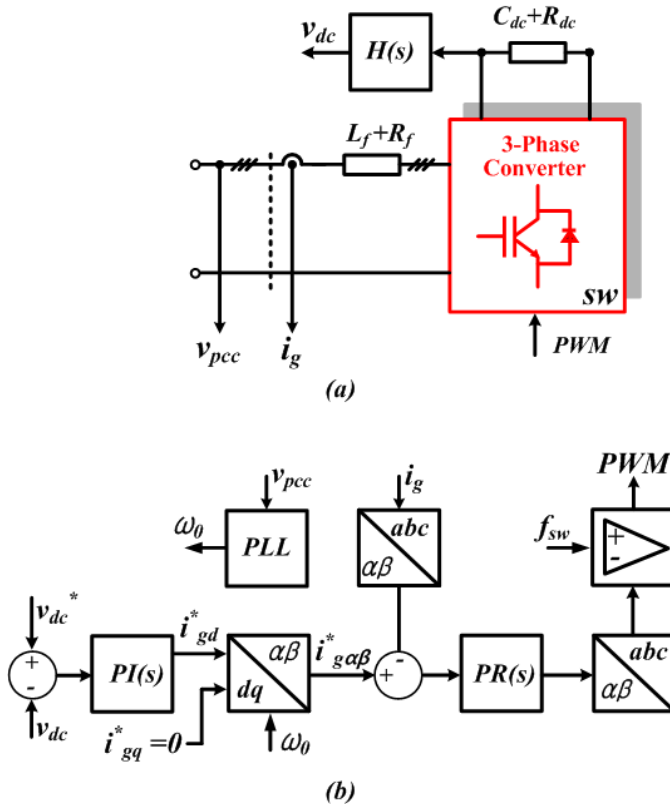 v_dc
H(s)
C_dc+R_dc
L_f+R_f
3-Phase
Converter
SW
v_pcc
i_g
PWM
(a)
v_pcc
i_g
PWM
ω_0
PLL
abc
αβ
f_sw
+
-
v_dc*
i*_gd
i*_gαβ
+
-
PI(s)
αβ
dq
+
-
PR(s)
abc
αβ
v_dc
i*_gq=0
ω_0
(b)